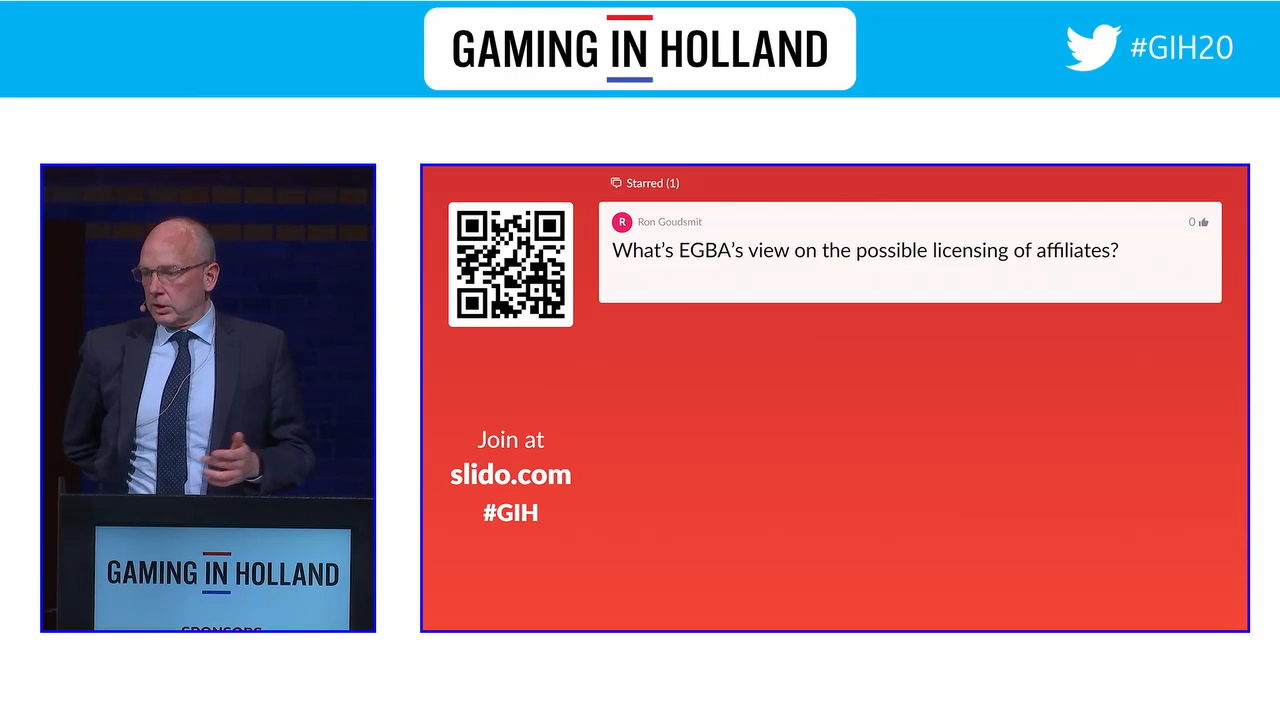 GAMING IN HOLLAND
#GIH20
Starred (1)
R Ron Goudsmit
0
What's EGBA's view on the possible licensing of affiliates?
Join at
slido.com
#GIH
GAMING IN HOLLAND
SPONSORS